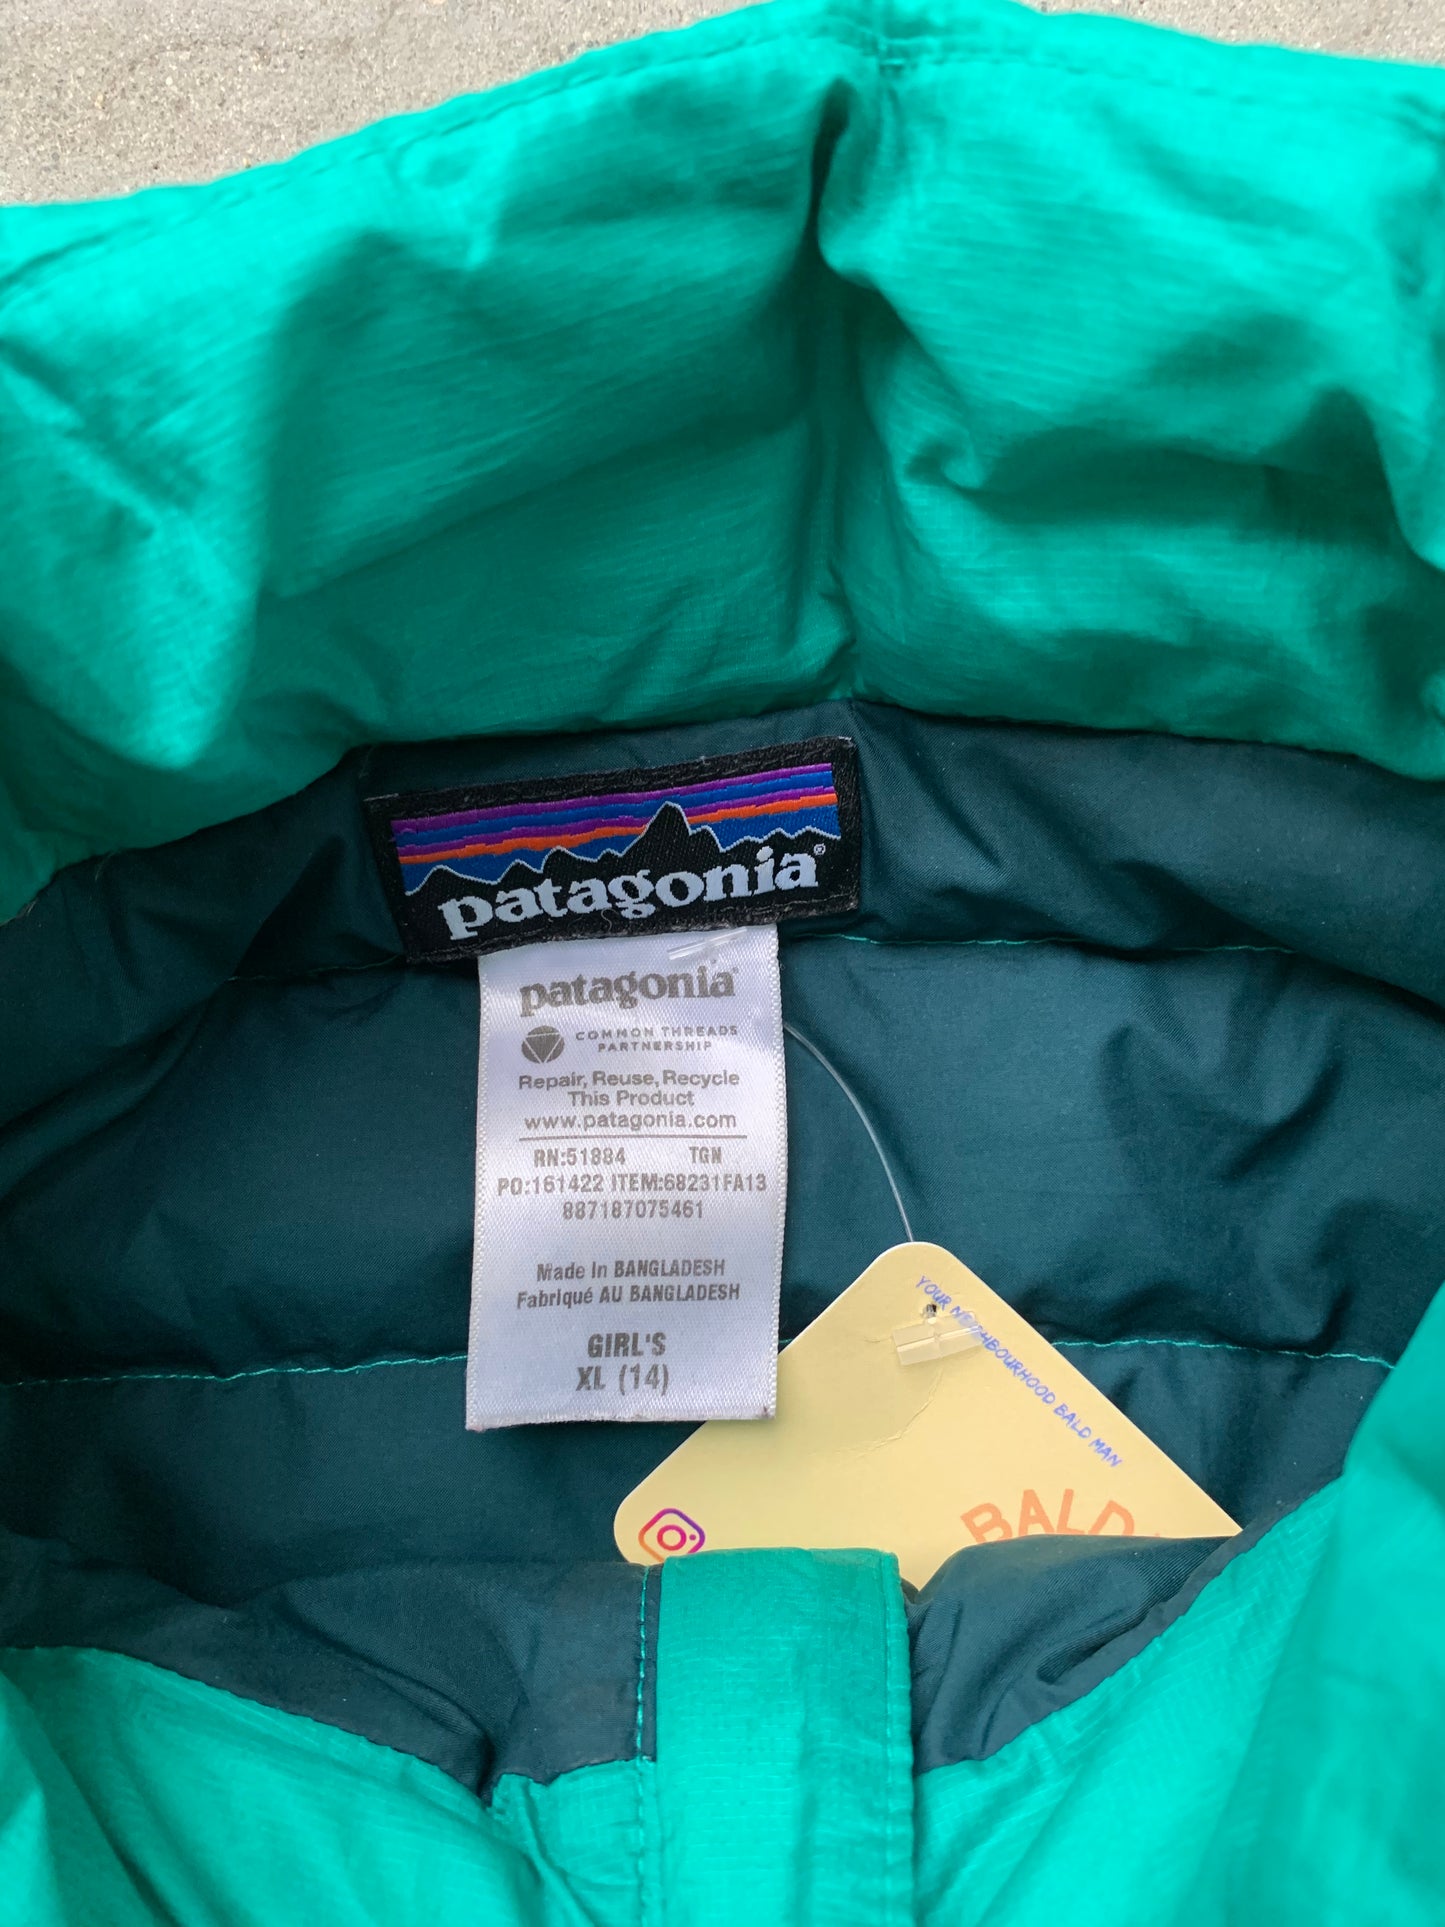 patagonia®
patagonia®
COMMON THREADS
PARTNERSHIP
Repair, Reuse, Recycle
This Product
www.patagonia.com
RN:51884 TGN
PO:161422 ITEM:68231FA13
887187075461
Made In BANGLADESH
Fabriqué AU BANGLADESH
GIRL'S
XL (14)
YOUR NEIGHBOURHOOD BALD MAN
BALD